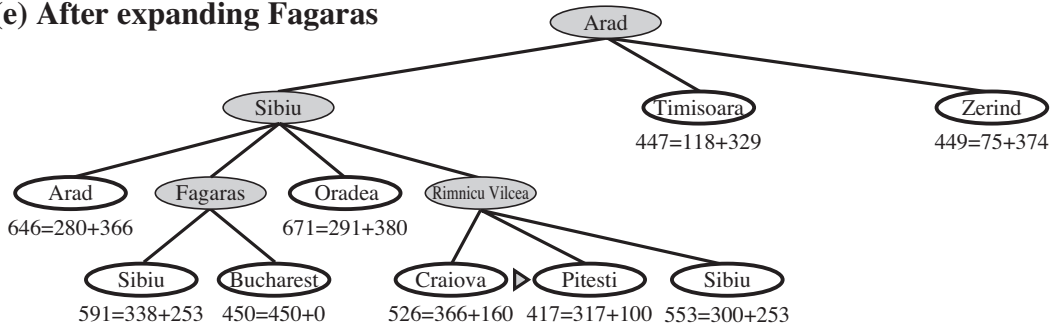 (e) After expanding Fagaras
Arad
Sibiu Timisoara Zerind
447=118+329 449=75+374
Arad Fagaras Oradea Rimnicu Vilcea
646=280+366 671=291+380
Sibiu Bucharest Craiova Pitesti Sibiu
591=338+253 450=450+0 526=366+160 417=317+100 553=300+253